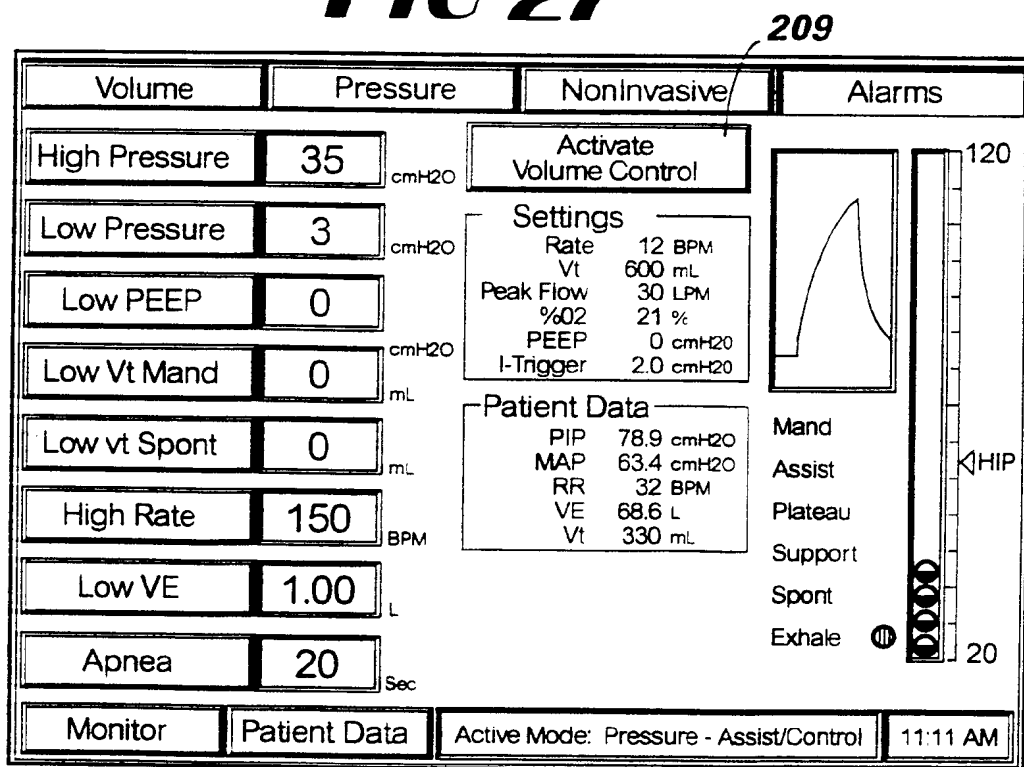 FIG 27
209
Volume Pressure NonInvasive Alarms
High Pressure 35 cmH2O
Low Pressure 3 cmH2O
Low PEEP 0
cmH2O
Low Vt Mand 0 mL
Low vt Spont 0 mL
High Rate 150 BPM
Low VE 1.00 L
Apnea 20 Sec
Activate
Volume Control
Settings
Rate 12 BPM
Vt 600 mL
Peak Flow 30 LPM
%02 21 %
PEEP 0 cmH20
I-Trigger 2.0 cmH20
Patient Data
PIP 78.9 cmH2O
MAP 63.4 cmH2O
RR 32 BPM
VE 68.6 L
Vt 330 mL
Mand
Assist
Plateau
Support
Spont
Exhale
120
HIP
20
Monitor Patient Data Active Mode: Pressure - Assist/Control 11:11 AM